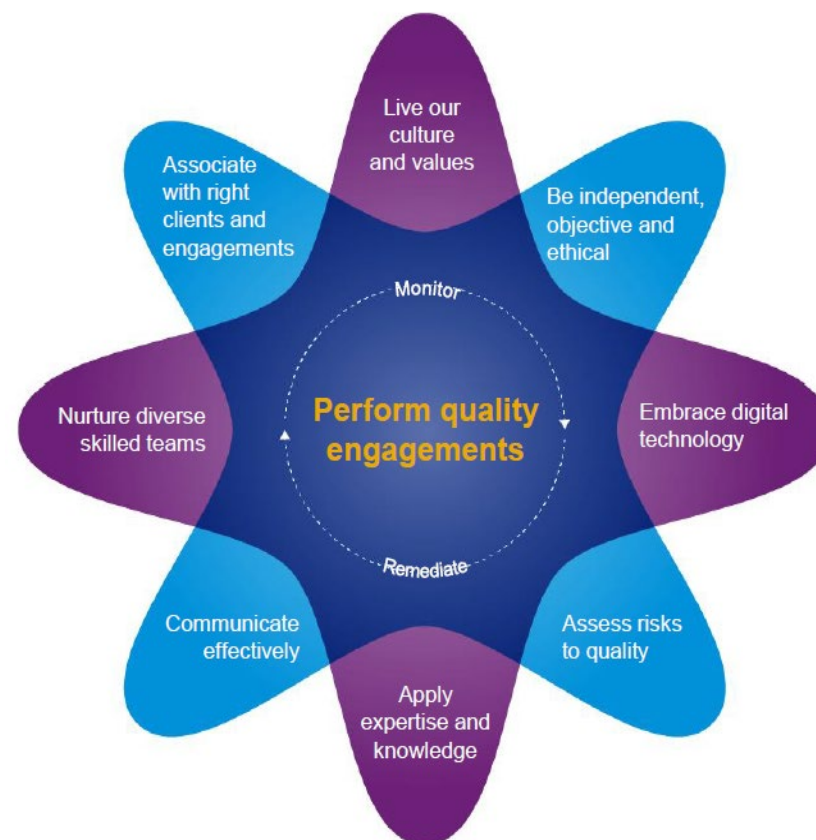 Live our
culture
and values
Associate
with right
clients and
engagements
Be independent,
objective and
ethical
Monitor
Perform quality
engagements
Nurture diverse
skilled teams
Embrace digital
technology
Remediate
Communicate
effectively
Assess risks
to quality
Apply
expertise and
knowledge